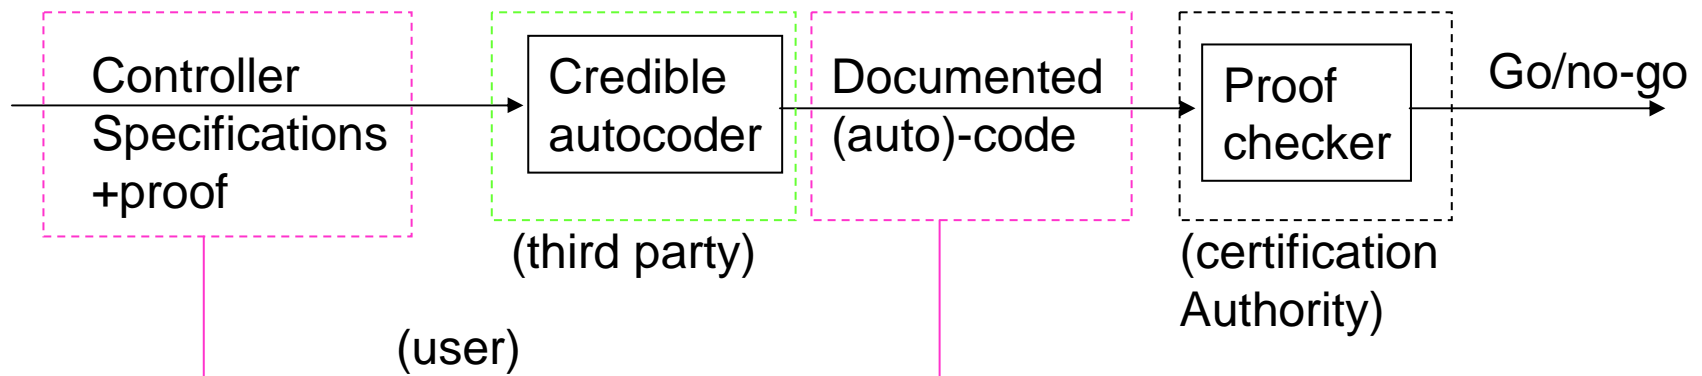 Controller
Specifications
+proof
Credible
autocoder
(third party)
Documented
(auto)-code
Proof
checker
(certification
Authority)
Go/no-go
(user)